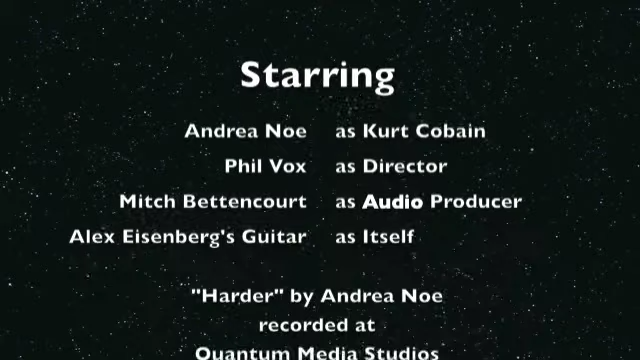 Starring
Andrea Noe as Kurt Cobain
Phil Vox as Director
Mitch Bettencourt as Audio Producer
Alex Eisenberg's Guitar as Itself
"Harder" by Andrea Noe
recorded at
Quantum Media Studios